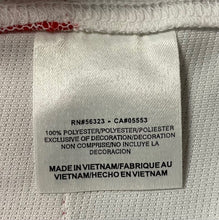 RN#56323 - CA#05553
100% POLYESTER/POLYESTER/POLIESTER
EXCLUSIVE OF DECORATION/DECORATION
NON COMPRISE/NO INCLUYE LA
DECORACION
MADE IN VIETNAM/FABRIQUE AU
VIETNAM/HECHO EN VIETNAM